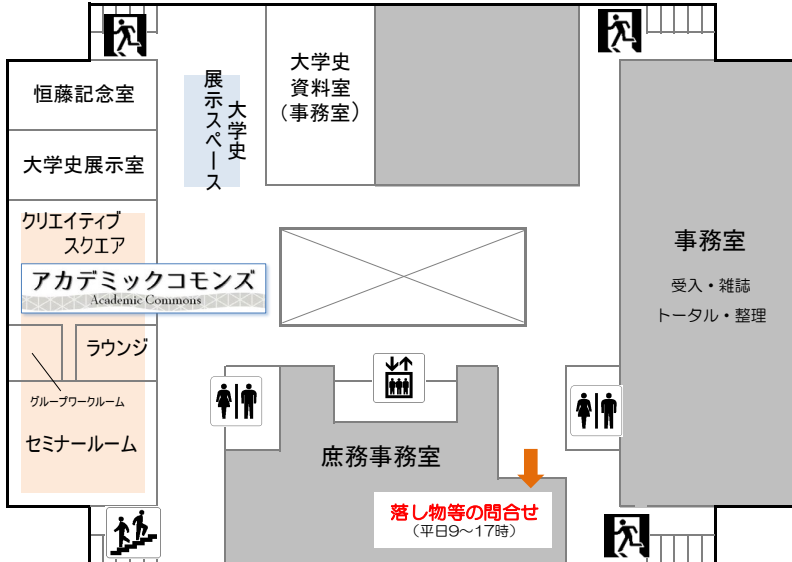 恒藤記念室
大学史展示室
大学史
展示スペース
大学史
資料室
（事務室）
クリエイティブ
スクエア
アカデミックコモンズ
Academic Commons
ラウンジ
グループワークルーム
セミナールーム
事務室
受入・雑誌
トータル・整理
庶務事務室
落し物等の問合せ
（平日9～17時）